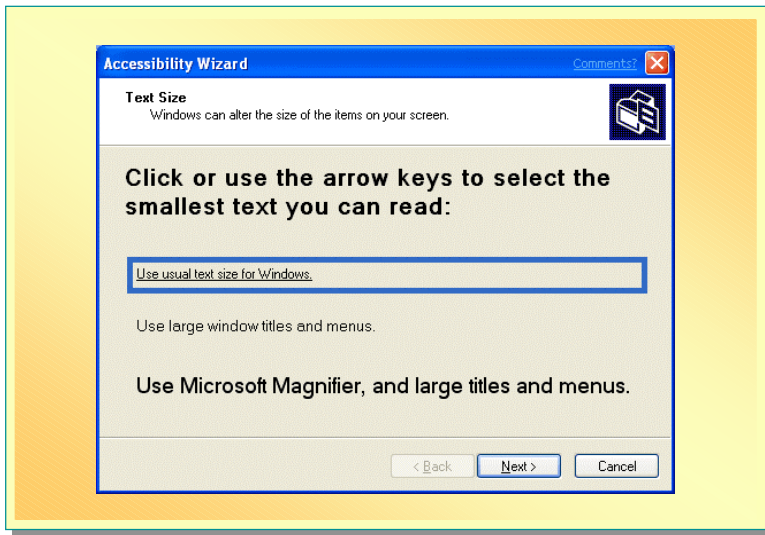 Accessibility Wizard
Comments?
Text Size
Windows can alter the size of the items on your screen.
Click or use the arrow keys to select the
smallest text you can read:
Use usual text size for Windows.
Use large window titles and menus.
Use Microsoft Magnifier, and large titles and menus.
< Back
Next >
Cancel